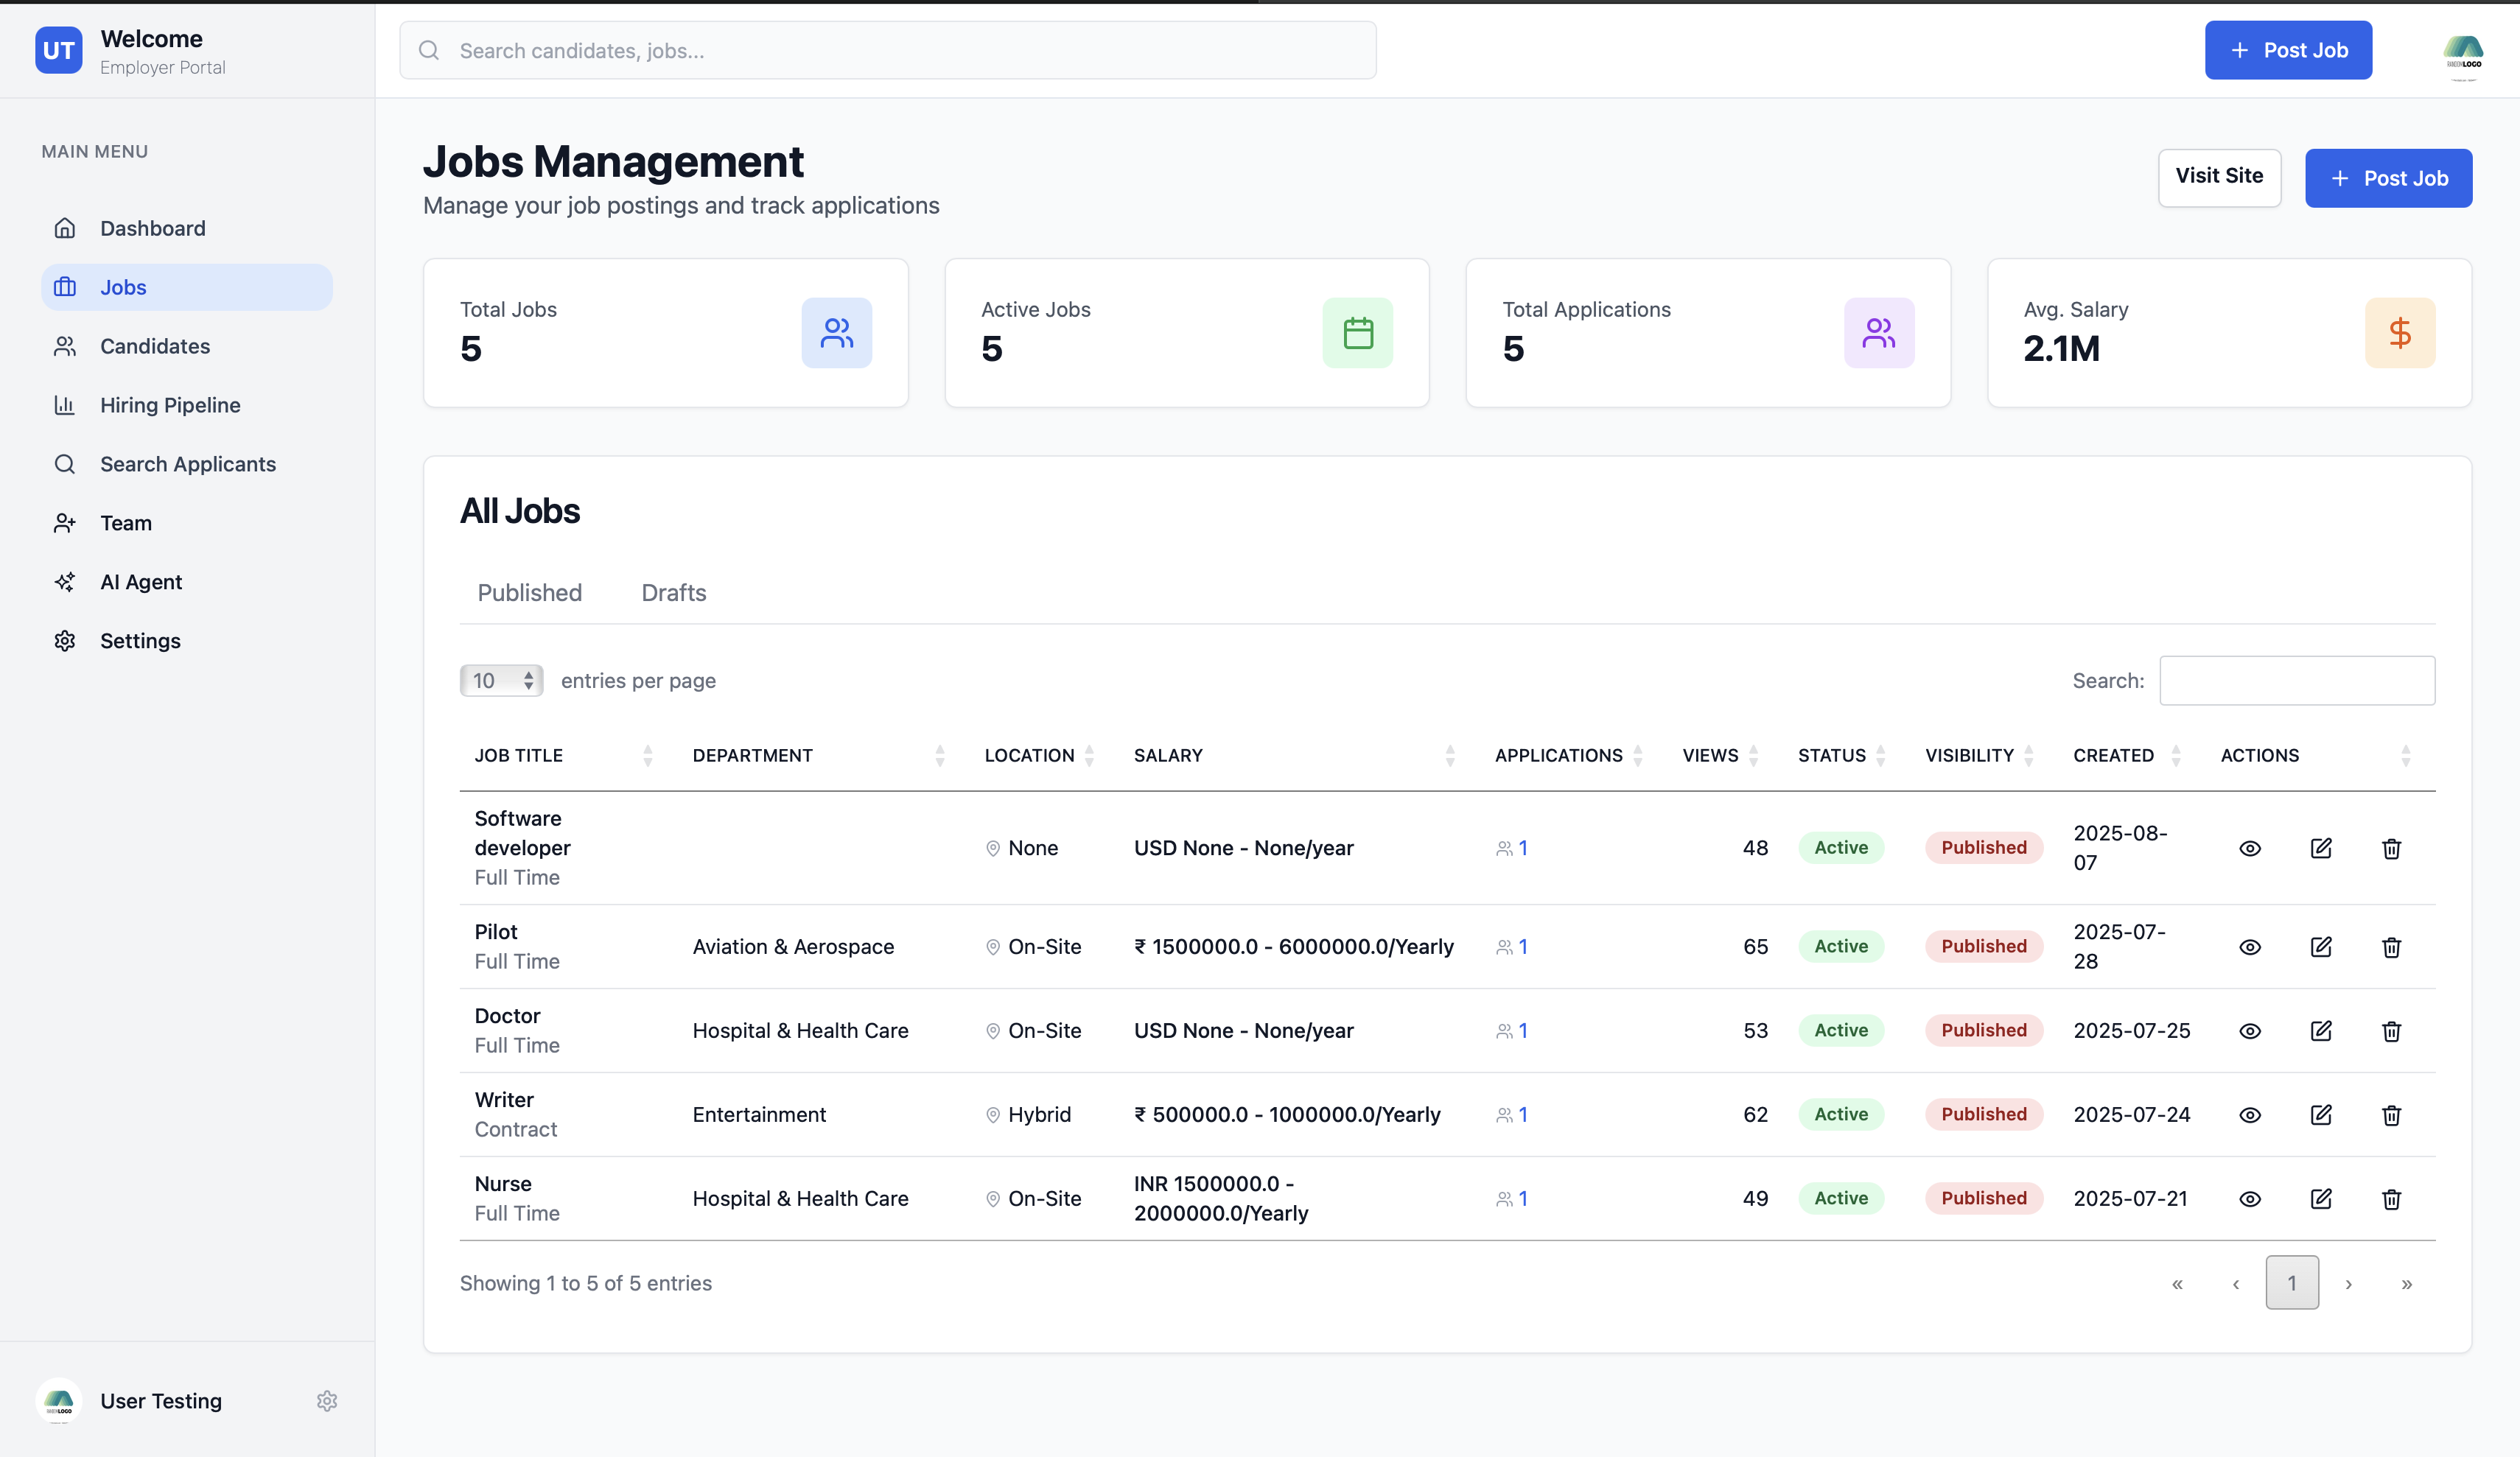 UT
Welcome
Employer Portal
Search candidates, jobs...
Post Job
LOGO
MAIN MENU
Dashboard
Jobs
Candidates
Hiring Pipeline
Search Applicants
Team
AI Agent
Settings
Jobs Management
Manage your job postings and track applications
Visit Site
Post Job
Total Jobs
5
Active Jobs
5
Total Applications
5
Avg. Salary
2.1M
All Jobs
Published Drafts
10 entries per page
Search:
JOB TITLE DEPARTMENT LOCATION SALARY APPLICATIONS VIEWS STATUS VISIBILITY CREATED ACTIONS
Software
developer
Full Time
None
USD None - None/year
1
48
Active
Published
2025-08-
07
Pilot
Full Time
Aviation & Aerospace
On-Site
₹ 1500000.0 - 6000000.0/Yearly
1
65
Active
Published
2025-07-
28
Doctor
Full Time
Hospital & Health Care
On-Site
USD None - None/year
1
53
Active
Published
2025-07-25
Writer
Contract
Entertainment
Hybrid
₹ 500000.0 - 1000000.0/Yearly
1
62
Active
Published
2025-07-24
Nurse
Full Time
Hospital & Health Care
On-Site
INR 1500000.0 -
2000000.0/Yearly
1
49
Active
Published
2025-07-21
Showing 1 to 5 of 5 entries
« ‹ 1 › »
LOGO
User Testing